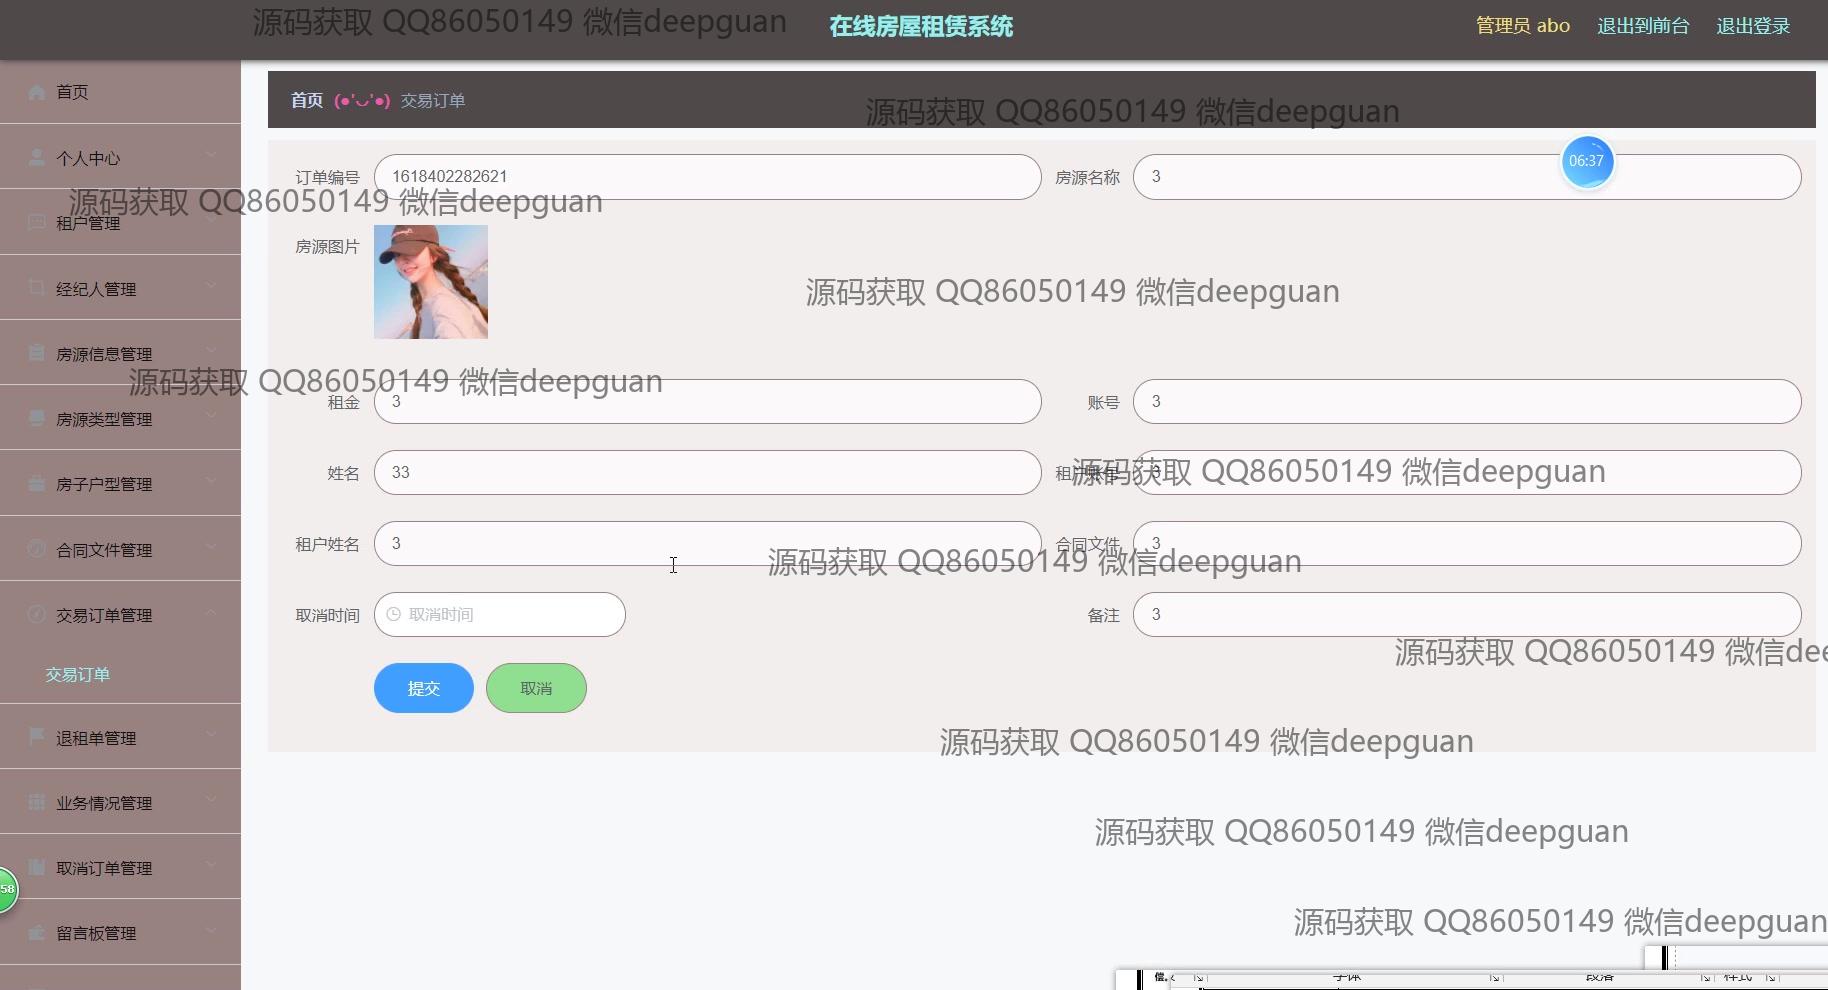 源码获取 QQ86050149 微信deepguan
在线房屋租赁系统
管理员 abo
退出到前台
退出登录
首页
个人中心
源码获取 QQ86050149 微信deepguan
租户管理
经纪人管理
房源信息管理
源码获取 QQ86050149 微信deepguan
房源类型管理
房子户型管理
合同文件管理
交易订单管理
交易订单
退租单管理
业务情况管理
取消订单管理
58
留言板管理
首页 (●'◡'●) 交易订单
源码获取 QQ86050149 微信deepguan
订单编号 1618402282621
房源名称 3
06:37
房源图片
源码获取 QQ86050149 微信deepguan
租金 3
账号 3
姓名 33
租户账号 3
源码获取 QQ86050149 微信deepguan
租户姓名 3
合同文件 3
源码获取 QQ86050149 微信deepguan
取消时间 取消时间
备注 3
源码获取 QQ86050149 微信dee
提交
取消
源码获取 QQ86050149 微信deepguan
源码获取 QQ86050149 微信deepguan
源码获取 QQ86050149 微信deepguan
字体
段落
样式